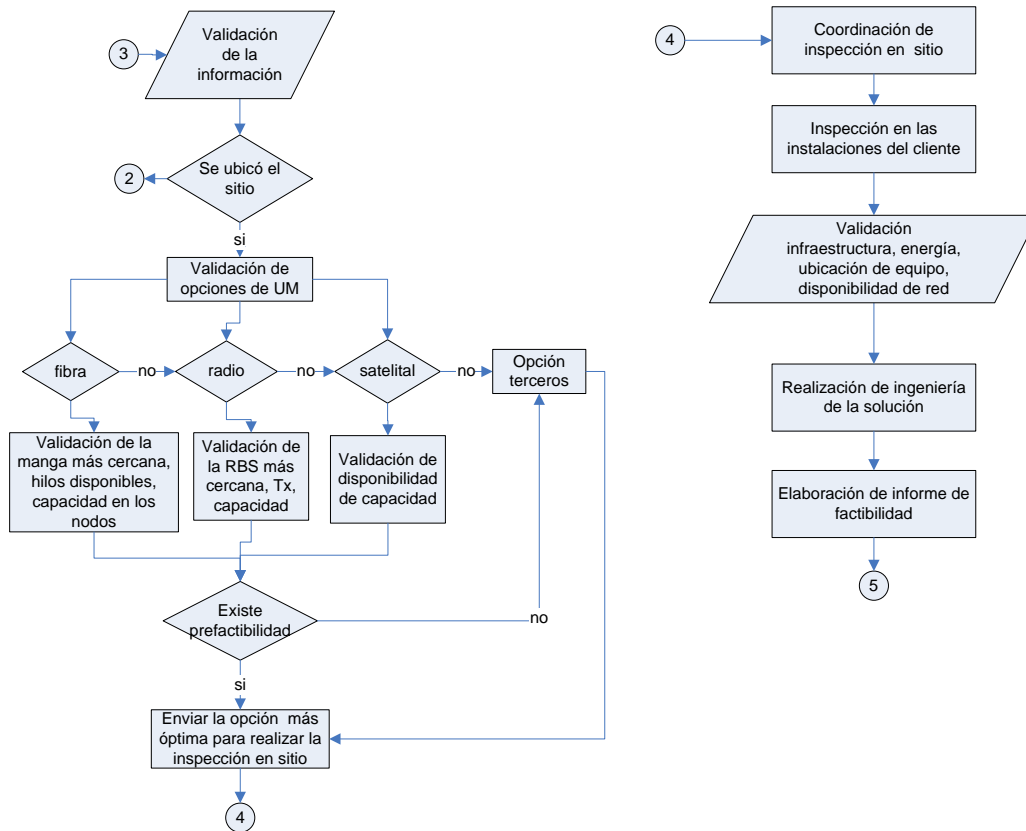 3
Validación
de la
información
2
Se ubicó el
sitio
si
Validación de
opciones de UM
fibra
no
radio
no
satelital
no
Opción
terceros
Validación de la
manga más cercana,
hilos disponibles,
capacidad en los
nodos
Validación de
la RBS más
cercana, Tx,
capacidad
Validación de
disponibilidad
de capacidad
Existe
prefactibilidad
no
si
Enviar la opción más
óptima para realizar la
inspección en sitio
4
4
Coordinación de
inspección en sitio
Inspección en las
instalaciones del cliente
Validación
infraestructura, energía,
ubicación de equipo,
disponibilidad de red
Realización de ingeniería
de la solución
Elaboración de informe de
factibilidad
5